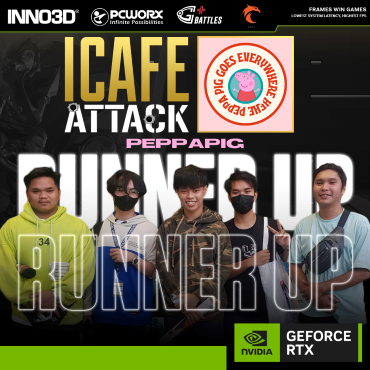 INNO3D®
PCWORX
Infinite Possibilities
G+
BATTLES
FRAMES WIN GAMES
LOWEST SYSTEM LATENCY, HIGHEST FPS
ICAFE
ATTACK
PEPPA PIG GOES EVERYWHERE HEHE
PEPPAPIG
RUNNER UP
RUNNER UP
34
NVIDIA
GEFORCE
RTX